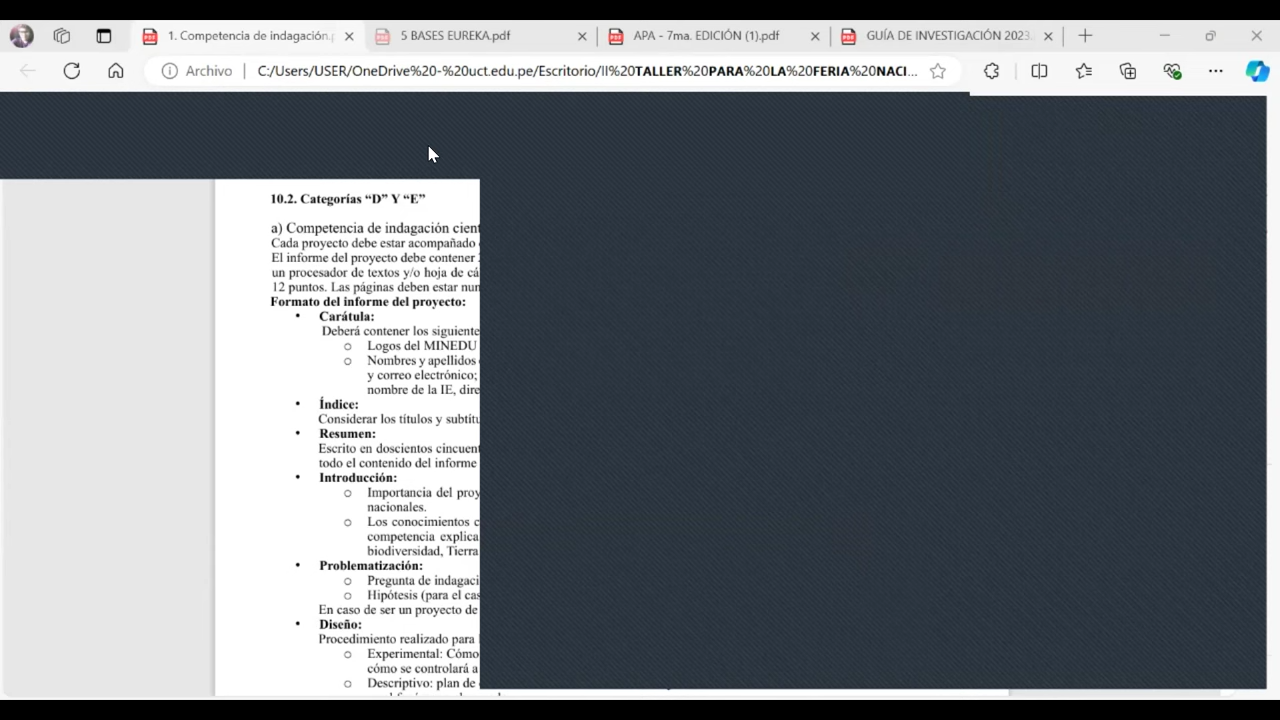 1. Competencia de indagación.p
5 BASES EUREKA.pdf
APA - 7ma. EDICIÓN (1).pdf
GUÍA DE INVESTIGACIÓN 2023.
Archivo
C:/Users/USER/OneDrive%20-%20uct.edu.pe/Escritorio/II%20TALLER%20PARA%20LA%20FERIA%20NACI...
10.2. Categorías “D” Y “E”
a) Competencia de indagación cient
Cada proyecto debe estar acompañado
El informe del proyecto debe contener
un procesador de textos y/o hoja de cá
12 puntos. Las páginas deben estar nun
Formato del informe del proyecto:
• Carátula:
Deberá contener los siguiente
o Logos del MINEDU
o Nombres y apellidos
y correo electrónico;
nombre de la IE, dire
• Índice:
Considerar los títulos y subtítu
• Resumen:
Escrito en doscientos cincuent
todo el contenido del informe
• Introducción:
o Importancia del proy
nacionales.
o Los conocimientos c
competencia explica
biodiversidad, Tierra
• Problematización:
o Pregunta de indagaci
o Hipótesis (para el cas
En caso de ser un proyecto de
• Diseño:
Procedimiento realizado para
o Experimental: Cómo
cómo se controlará a
o Descriptivo: plan de